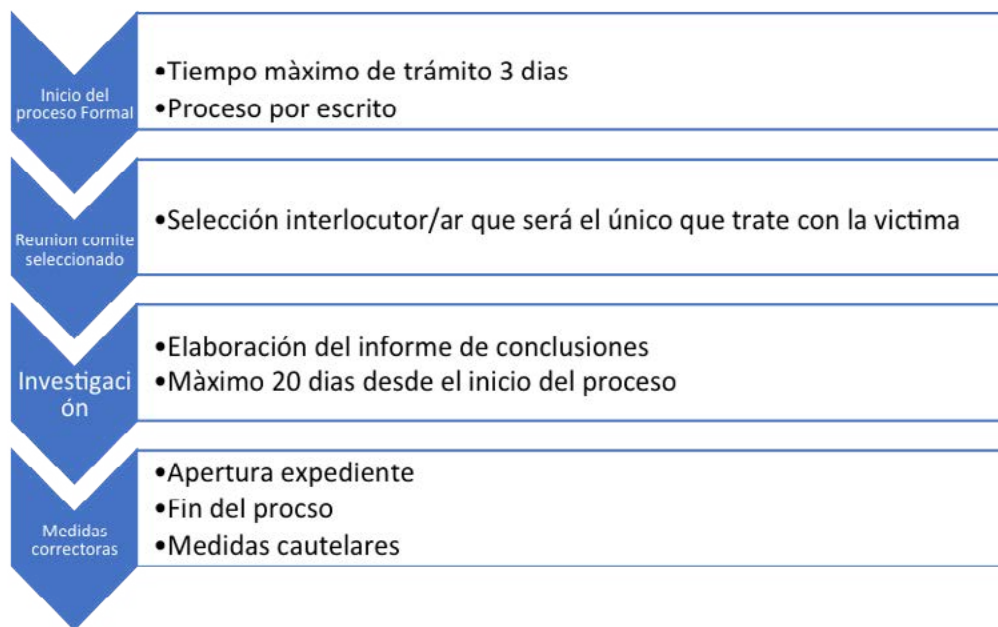 Inicio del
proceso Formal
•Tiempo màximo de trámito 3 dias
•Proceso por escrito
Reunion comite
seleccionado
•Selección interlocutor/ar que será el único que trate con la victima
Investigaci
ón
•Elaboración del informe de conclusiones
•Màximo 20 dias desde el inicio del proceso
Medidas
correctoras
•Apertura expediente
•Fin del procso
•Medidas cautelares